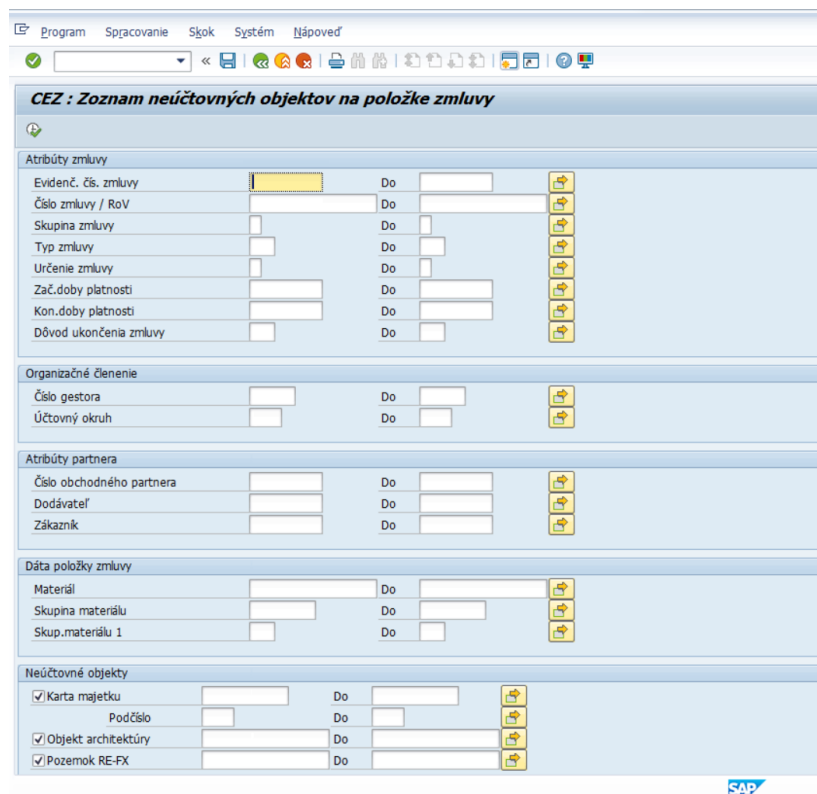 Program Spracovanie Skok Systém Nápoveď
CEZ : Zoznam neúčtovných objektov na položke zmluvy
Atribúty zmluvy
Evidenč. čís. zmluvy Do
Číslo zmluvy / RoV Do
Skupina zmluvy Do
Typ zmluvy Do
Určenie zmluvy Do
Zač.doby platnosti Do
Kon.doby platnosti Do
Dôvod ukončenia zmluvy Do
Organizačné členenie
Číslo gestora Do
Účtovný okruh Do
Atribúty partnera
Číslo obchodného partnera Do
Dodávateľ Do
Zákazník Do
Dáta položky zmluvy
Materiál Do
Skupina materiálu Do
Skup.materiálu 1 Do
Neúčtovné objekty
Karta majetku Do
Podčíslo Do
Objekt architektúry Do
Pozemok RE-FX Do
SAP